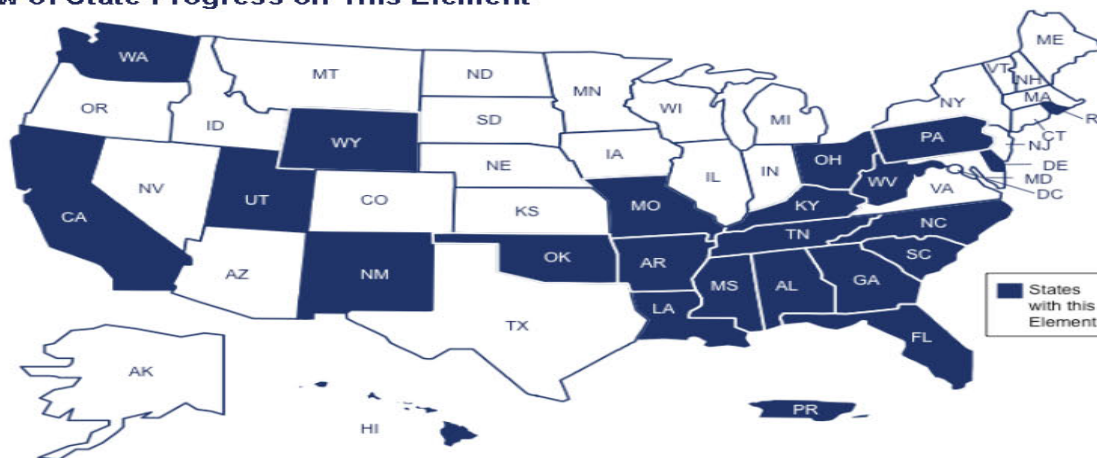 of State Progress on This Element
WA
MT
ND
MN
ME
VT
NH
OR
ID
SD
WI
MI
NY
MA
R
WY
CT
NJ
NV
UT
CO
NE
IA
IL
IN
OH
PA
DE
MD
DC
CA
KS
MO
WV
VA
KY
AZ
NM
OK
AR
TN
NC
SC
MS
AL
GA
LA
TX
FL
AK
HI
PR
States
with this
Element